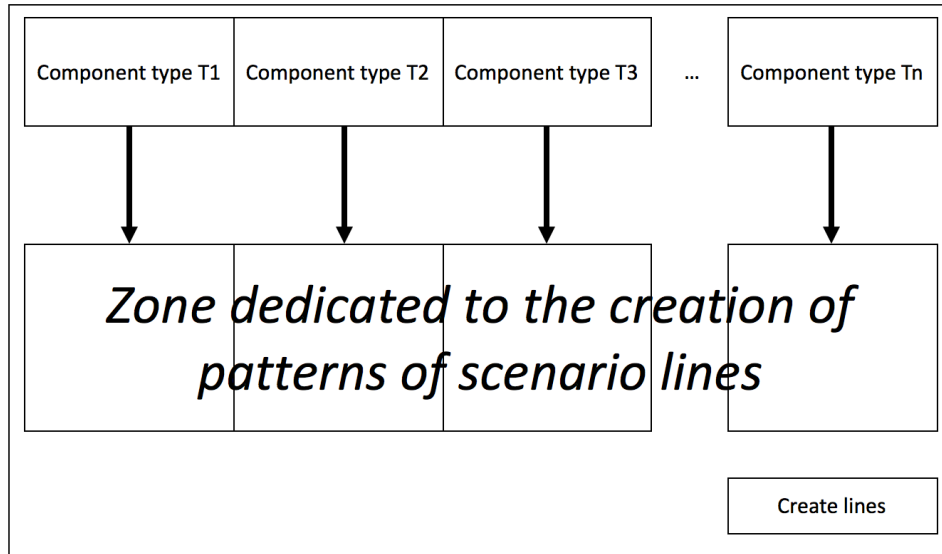 Component type T1
Component type T2
Component type T3
...
Component type Tn
Zone dedicated to the creation of
patterns of scenario lines
Create lines